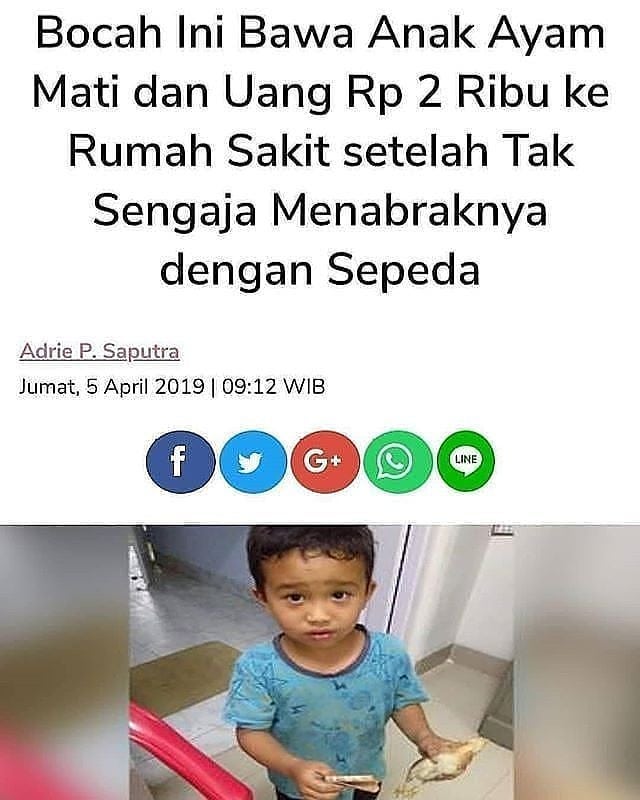 Bocah Ini Bawa Anak Ayam
Mati dan Uang Rp 2 Ribu ke
Rumah Sakit setelah Tak
Sengaja Menabraknya
dengan Sepeda
Adrie P. Saputra
Jumat, 5 April 2019 | 09:12 WIB
f G+ LINE